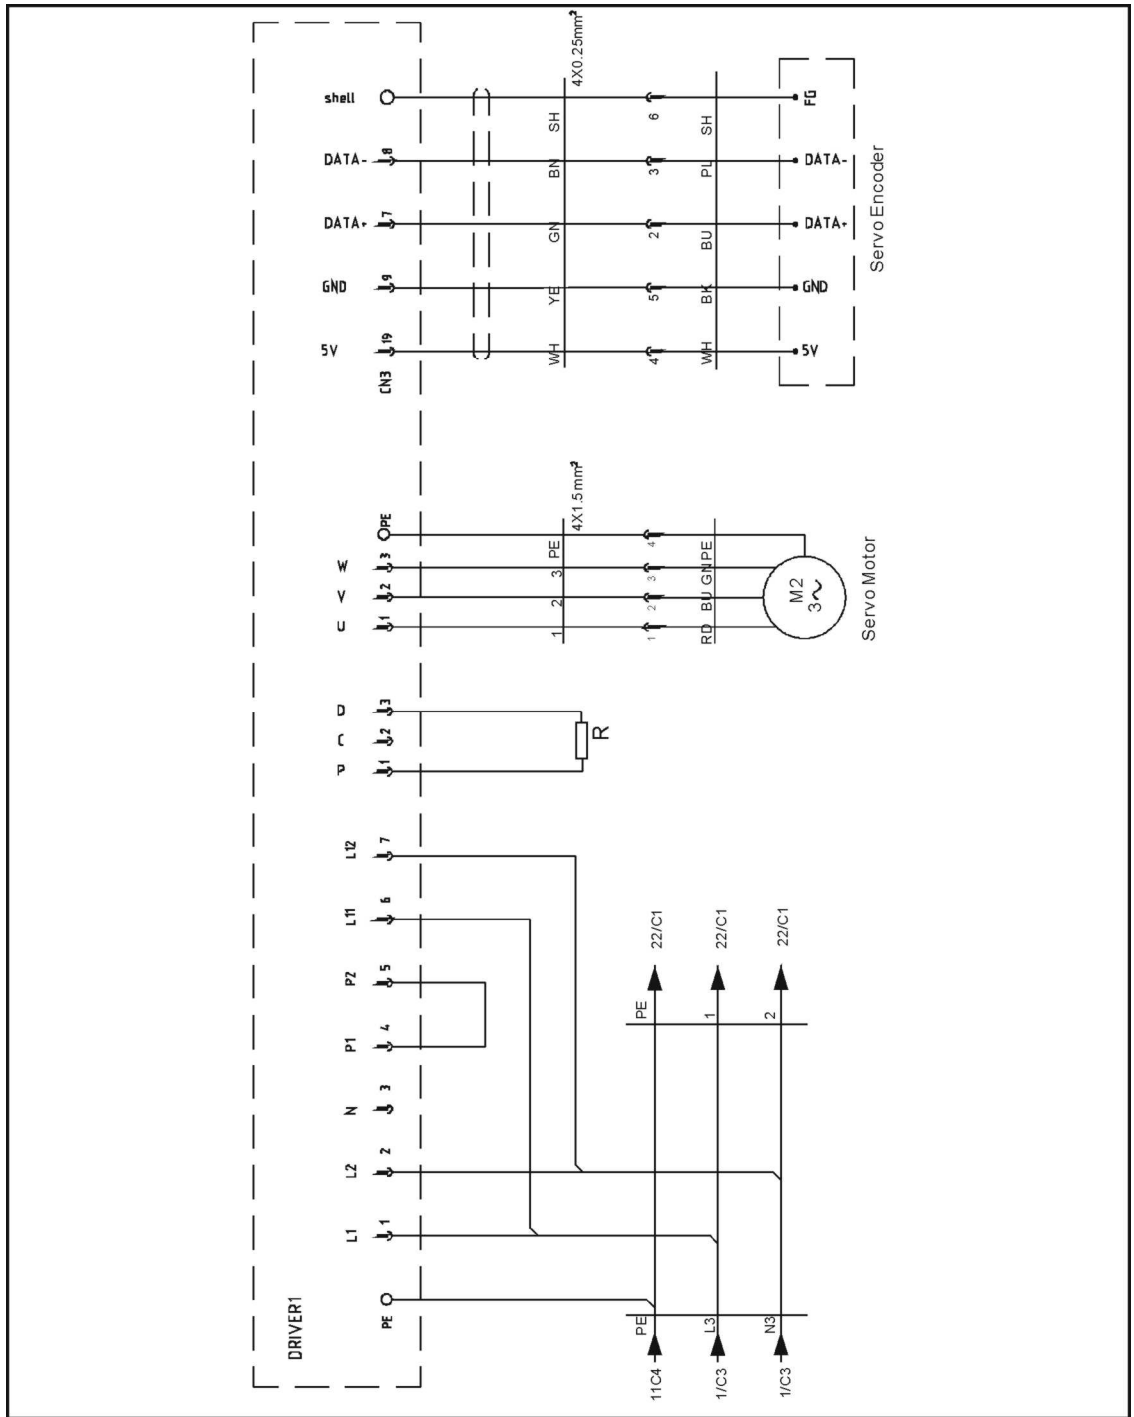 4X0.25mm²
shell
SH
6
SH
FG
DATA-
8
BN
3
PL
DATA-
DATA+
7
GN
2
BU
DATA+
GND
9
YE
5
BK
GND
5V
19
WH
4
WH
5V
CN3
Servo Encoder
4X1.5mm²
PE
PE
4
PE
W
3
3
3
GN
V
2
2
2
BU
U
1
1
1
RD
M2
3~
Servo Motor
D
3
C
2
P
1
R
L12
7
L11
6
P2
5
P1
4
N
3
L2
2
L1
1
PE
DRIVER1
22/C1
22/C1
22/C1
PE
1
2
PE
L3
N3
11C4
1/C3
1/C3